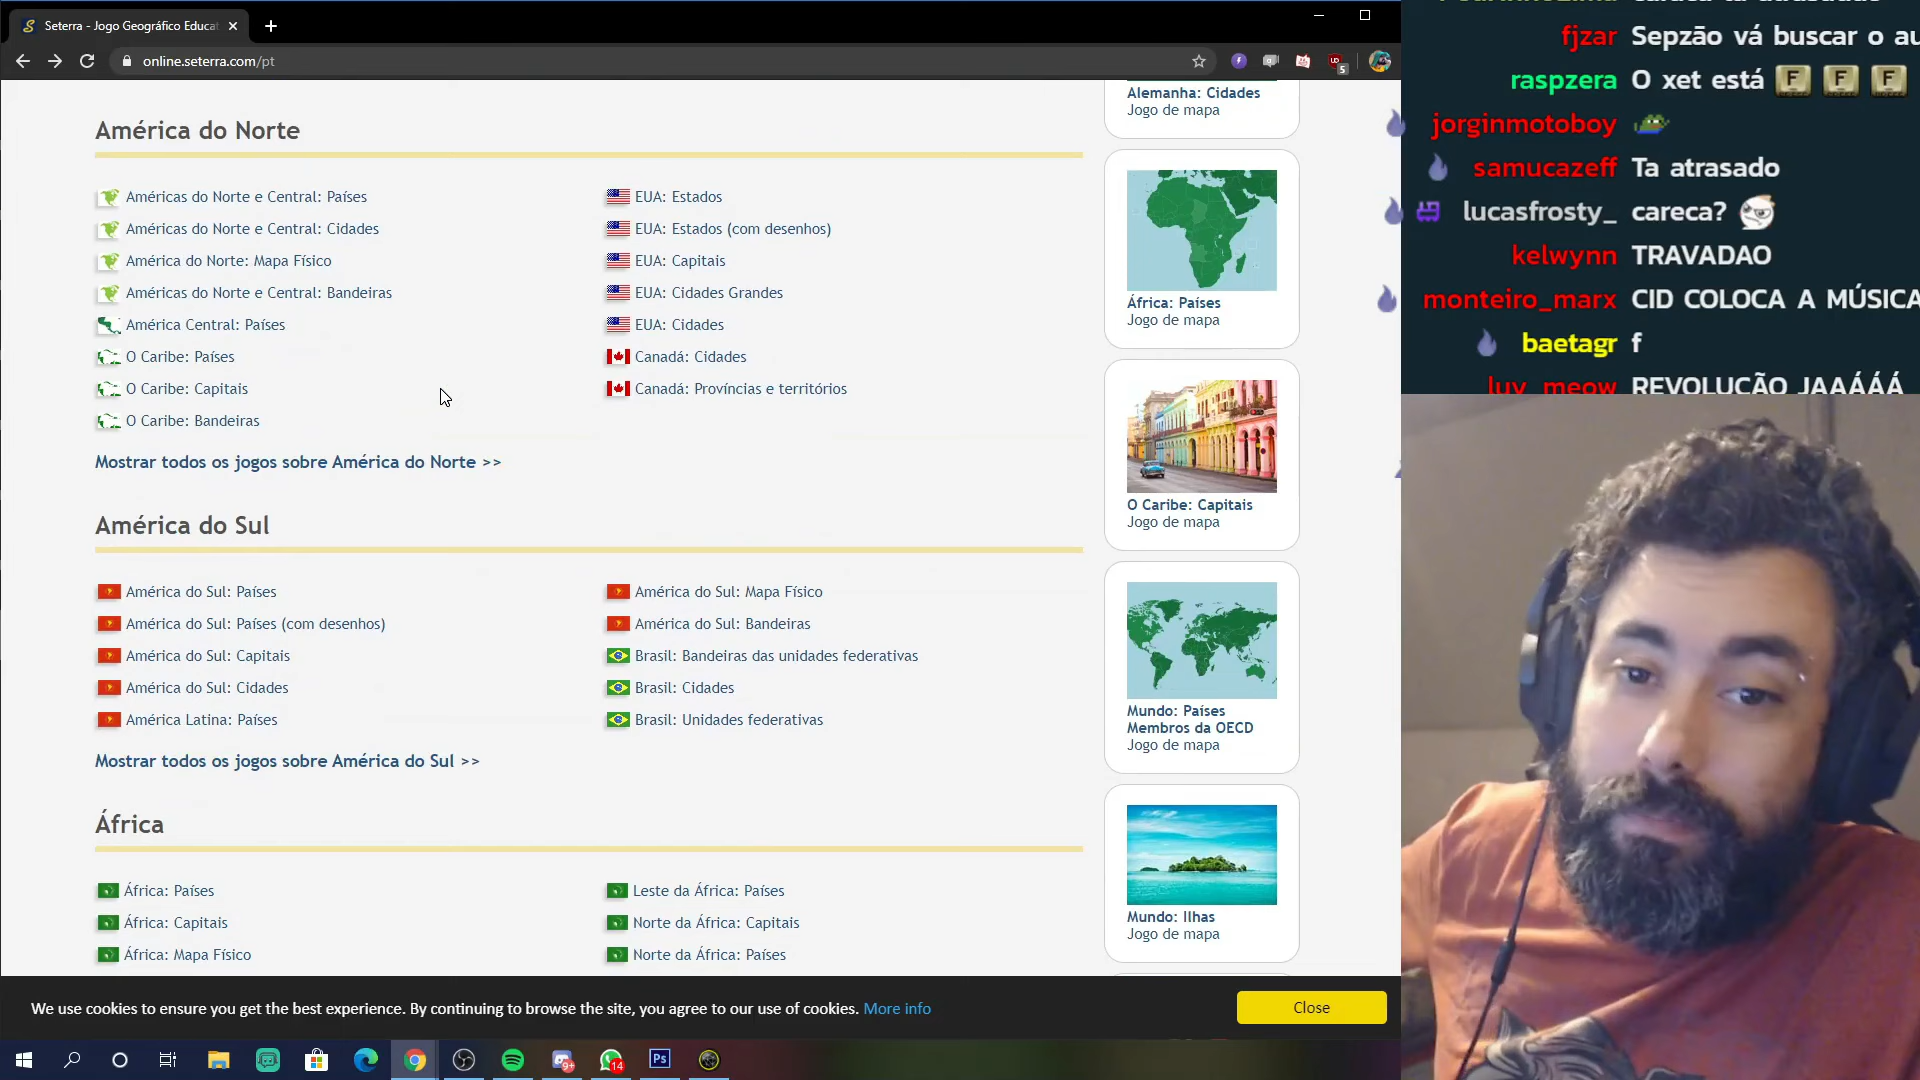 Seterra - Jogo Geográfico Educat
online.seterra.com/pt
América do Norte
Américas do Norte e Central: Países
Américas do Norte e Central: Cidades
América do Norte: Mapa Físico
Américas do Norte e Central: Bandeiras
América Central: Países
O Caribe: Países
O Caribe: Capitais
O Caribe: Bandeiras
EUA: Estados
EUA: Estados (com desenhos)
EUA: Capitais
EUA: Cidades Grandes
EUA: Cidades
Canadá: Cidades
Canadá: Províncias e territórios
Mostrar todos os jogos sobre América do Norte >>
América do Sul
América do Sul: Países
América do Sul: Países (com desenhos)
América do Sul: Capitais
América do Sul: Cidades
América Latina: Países
América do Sul: Mapa Físico
América do Sul: Bandeiras
Brasil: Bandeiras das unidades federativas
Brasil: Cidades
Brasil: Unidades federativas
Mostrar todos os jogos sobre América do Sul >>
África
África: Países
África: Capitais
África: Mapa Físico
Leste da África: Países
Norte da África: Capitais
Norte da África: Países
Alemanha: Cidades
Jogo de mapa
África: Países
Jogo de mapa
O Caribe: Capitais
Jogo de mapa
Mundo: Países
Membros da OECD
Jogo de mapa
Mundo: Ilhas
Jogo de mapa
We use cookies to ensure you get the best experience. By continuing to browse the site, you agree to our use of cookies. More info
Close
fjzar Sepzão vá buscar o au
raspzera O xet está F F F
jorginmotoboy
samucazeff Ta atrasado
lucasfrosty_ careca?
kelwynn TRAVADAO
monteiro_marx CID COLOCA A MÚSICA
baetagr f
luv_meow REVOLUÇÃO JAÁÁÁ
5
9+
14
Ps